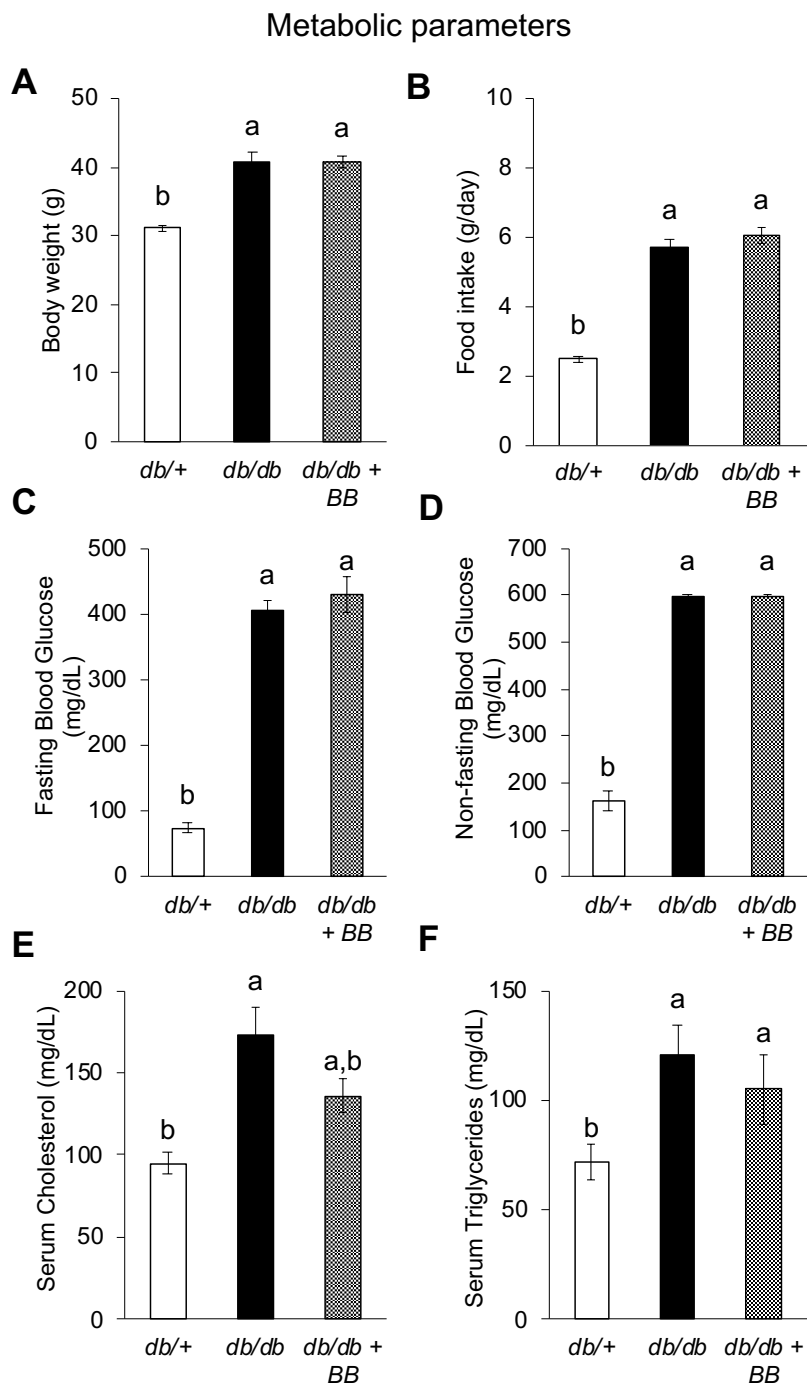 Metabolic parameters
A
Body weight (g)
50
40
30
20
10
0
b
a
a
db/+
db/db
db/db +
BB
B
Food intake (g/day)
10
8
6
4
2
0
b
a
a
db/+
db/db
db/db +
BB
C
Fasting Blood Glucose
(mg/dL)
500
400
300
200
100
0
b
a
a
db/+
db/db
db/db
+ BB
D
Non-fasting Blood Glucose
(mg/dL)
700
600
500
400
300
200
100
0
b
a
a
db/+
db/db
db/db
+ BB
E
Serum Cholesterol (mg/dL)
200
150
100
50
0
b
a
a,b
db/+
db/db
db/db +
BB
F
Serum Triglycerides (mg/dL)
150
100
50
0
b
a
a
db/+
db/db
db/db +
BB